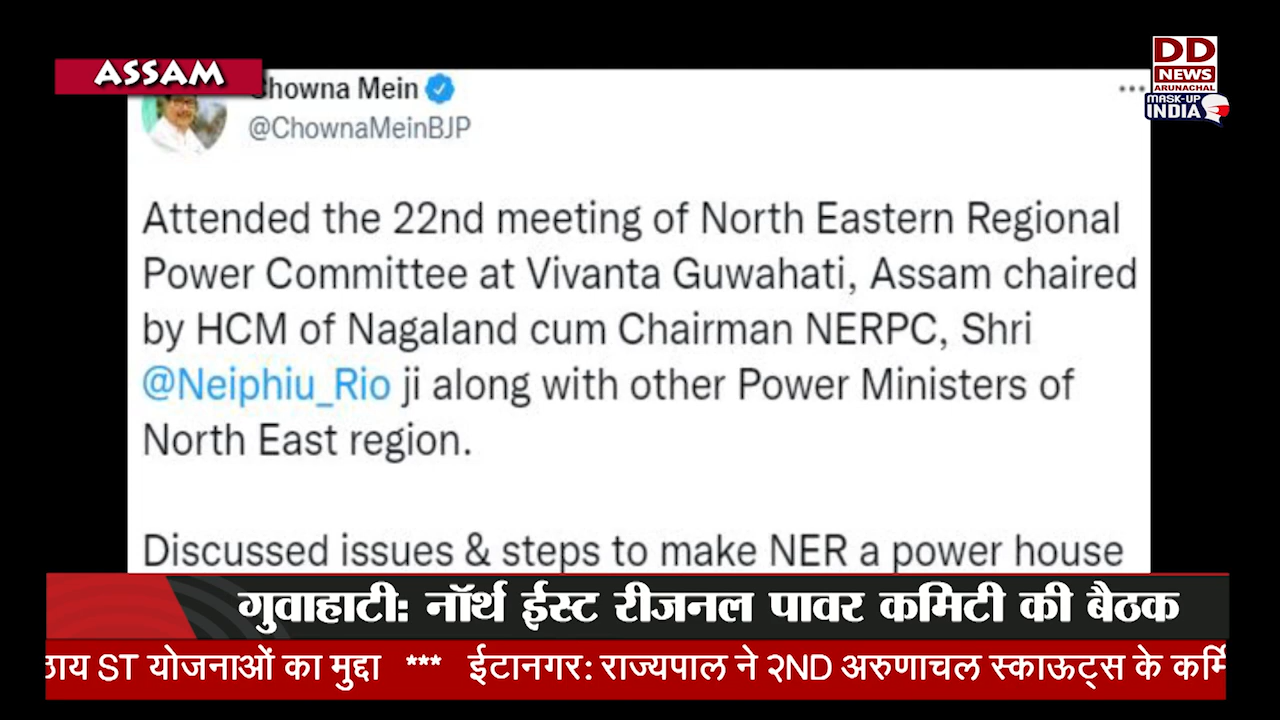 ASSAM
DD
NEWS
ARUNACHAL
MASK-UP
INDIA
Chowna Mein
@ChownaMeinBJP
Attended the 22nd meeting of North Eastern Regional
Power Committee at Vivanta Guwahati, Assam chaired
by HCM of Nagaland cum Chairman NERPC, Shri
@Neiphiu_Rio ji along with other Power Ministers of
North East region.
Discussed issues & steps to make NER a power house
गुवाहाटी: नॉर्थ ईस्ट रीजनल पावर कमिटी की बैठक
ST योजनाओं का मुद्दा *** ईटानगर: राज्यपाल ने २ND अरुणाचल स्काऊट्स के